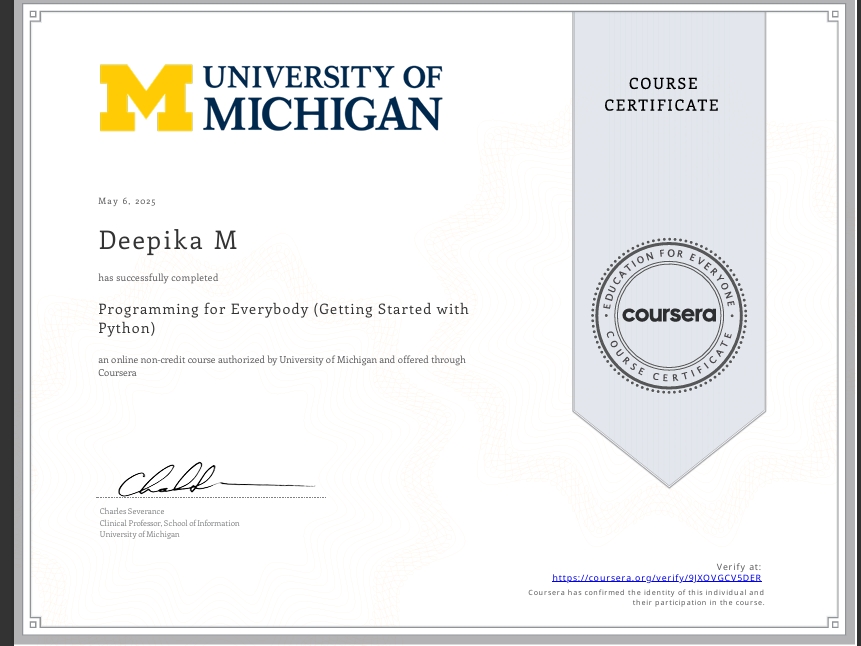 UNIVERSITY OF
MICHIGAN
COURSE
CERTIFICATE
May 6, 2025
Deepika M
has successfully completed
Programming for Everybody (Getting Started with
Python)
an online non-credit course authorized by University of Michigan and offered through
Coursera
EDUCATION FOR EVERYONE
coursera
COURSE CERTIFICATE
Charles Severance
Clinical Professor, School of Information
University of Michigan
Verify at:
https://coursera.org/verify/9JXOVGCV5DER
Coursera has confirmed the identity of this individual and
their participation in the course.